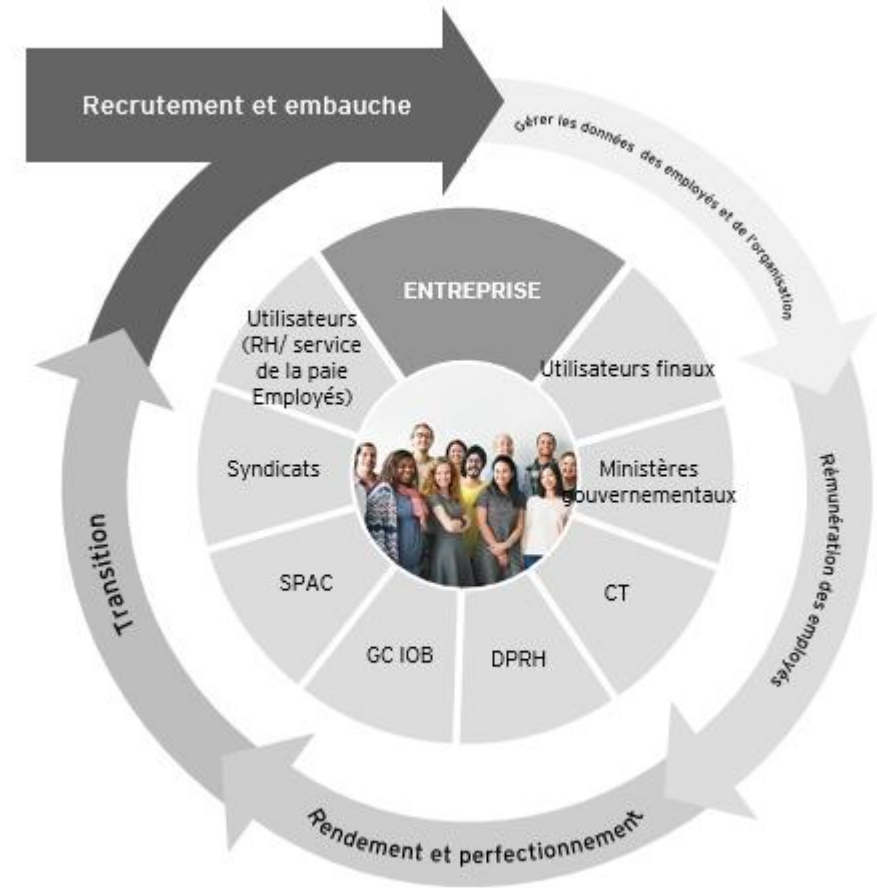 Recrutement et embauche
Gérer les données des employés et de l'organisation
Rémunération des employés
Rendement et perfectionnement
Transition
ENTREPRISE
Utilisateurs finaux
Ministères
gouvernementaux
CT
DPRH
GC IOB
SPAC
Syndicats
Utilisateurs
(RH/ service
de la paie
Employés)